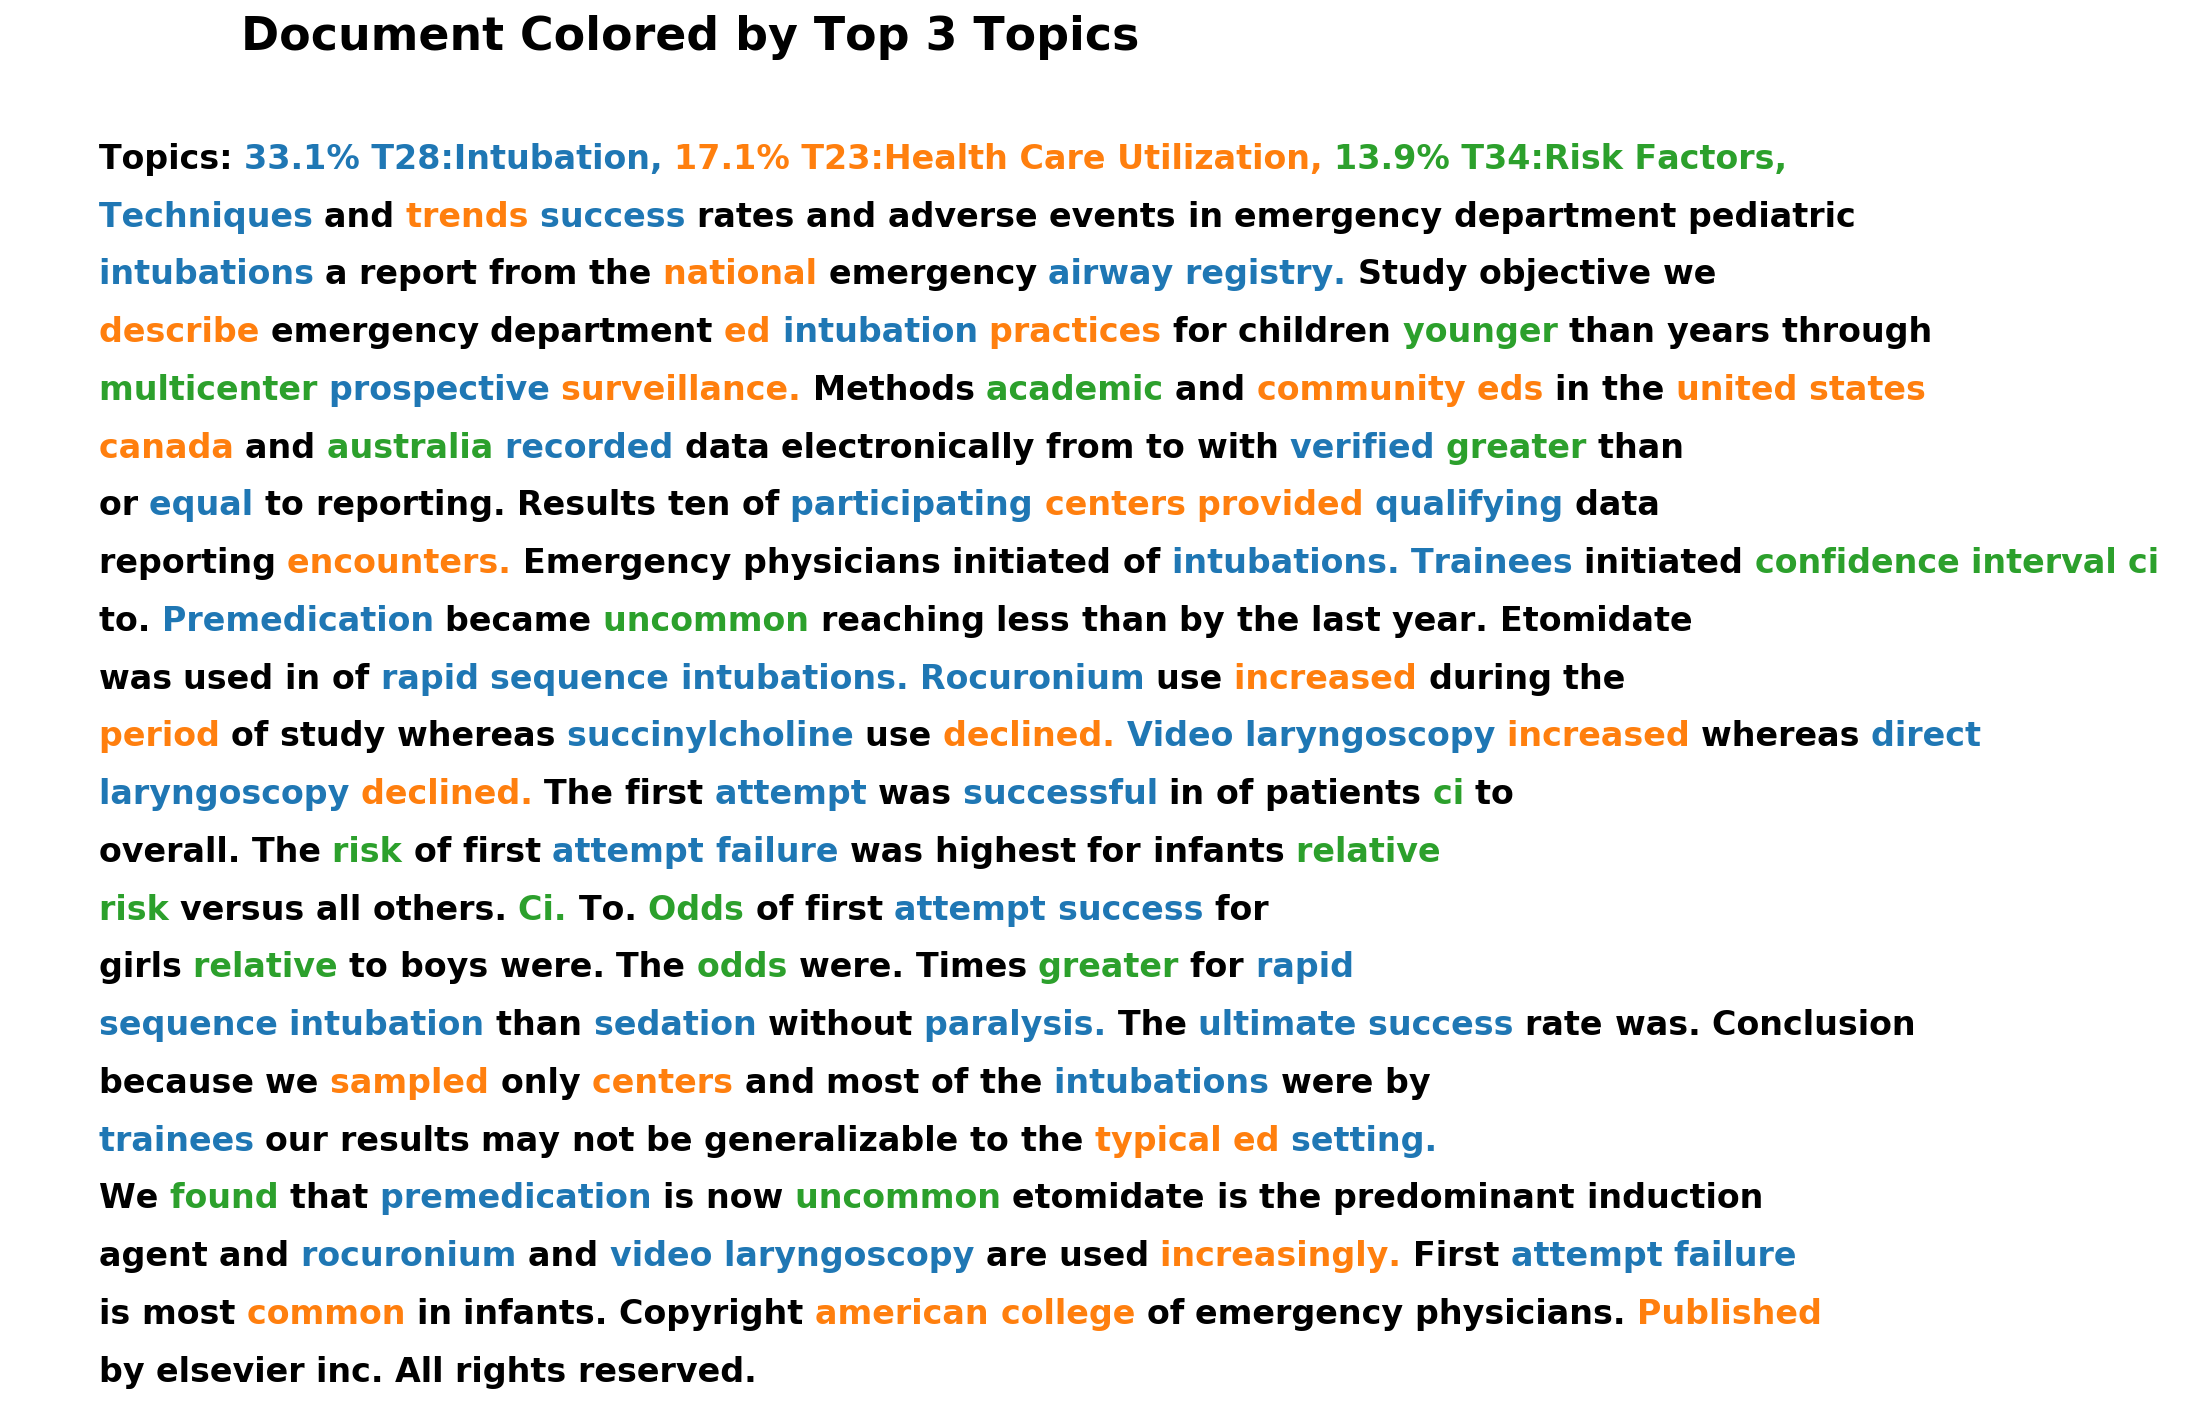 Document Colored by Top 3 Topics
Topics: 33.1% T28:Intubation, 17.1% T23:Health Care Utilization, 13.9% T34:Risk Factors,
Techniques and trends success rates and adverse events in emergency department pediatric
intubations a report from the national emergency airway registry. Study objective we
describe emergency department ed intubation practices for children younger than years through
multicenter prospective surveillance. Methods academic and community eds in the united states
canada and australia recorded data electronically from to with verified greater than
or equal to reporting. Results ten of participating centers provided qualifying data
reporting encounters. Emergency physicians initiated of intubations. Trainees initiated confidence interval ci
to. Premedication became uncommon reaching less than by the last year. Etomidate
was used in of rapid sequence intubations. Rocuronium use increased during the
period of study whereas succinylcholine use declined. Video laryngoscopy increased whereas direct
laryngoscopy declined. The first attempt was successful in of patients ci to
overall. The risk of first attempt failure was highest for infants relative
risk versus all others. Ci. To. Odds of first attempt success for
girls relative to boys were. The odds were. Times greater for rapid
sequence intubation than sedation without paralysis. The ultimate success rate was. Conclusion
because we sampled only centers and most of the intubations were by
trainees our results may not be generalizable to the typical ed setting.
We found that premedication is now uncommon etomidate is the predominant induction
agent and rocuronium and video laryngoscopy are used increasingly. First attempt failure
is most common in infants. Copyright american college of emergency physicians. Published
by elsevier inc. All rights reserved.